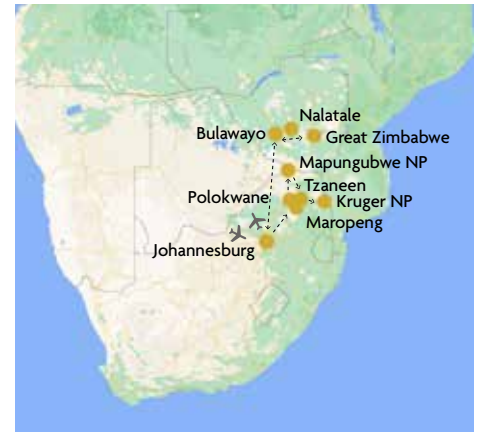 Nalatale
Bulawayo
Great Zimbabwe
Mapungubwe NP
Tzaneen
Polokwane
Kruger NP
Maropeng
Johannesburg